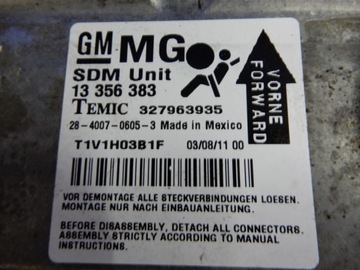 GM MG
SDM Unit
13 356 383
TEMIC 327963935
28-4007-0605-3 Made in Mexico
T1V1H03B1F 03/08/11 00
VORNE
FORWARD
VOR DEMONTAGE ALLE STECKVERBINDUNGEN LOESEN.
MONTAGE NUR NACH EINBAUANLEITUNG.
BEFORE DISASSEMBLY, DETACH ALL CONNECTORS.
ASSEMBLY STRICTLY ACCORDING TO MANUAL
INSTRUCTIONS.